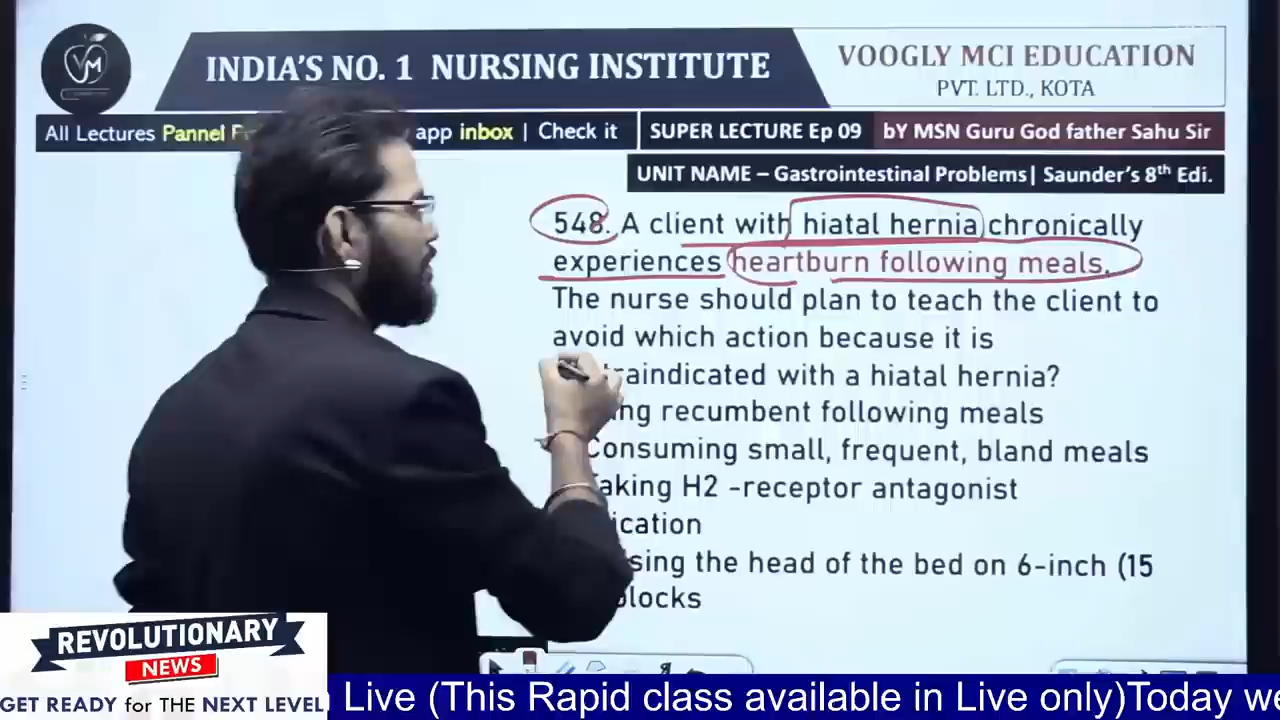 VM
INDIA'S NO. 1 NURSING INSTITUTE
VOOGLY MCI EDUCATION
PVT. LTD., KOTA
All Lectures Pannel app inbox | Check it
SUPER LECTURE Ep 09 bY MSN Guru God father Sahu Sir
UNIT NAME – Gastrointestinal Problems| Saunder's 8th Edi.
548. A client with hiatal hernia chronically
experiences heartburn following meals.
The nurse should plan to teach the client to
avoid which action because it is
traindicated with a hiatal hernia?
ing recumbent following meals
Consuming small, frequent, bland meals
aking H2 -receptor antagonist
ication
sing the head of the bed on 6-inch (15
blocks
REVOLUTIONARY
NEWS
GET READY for THE NEXT LEVEL
Live (This Rapid class available in Live only)Today we